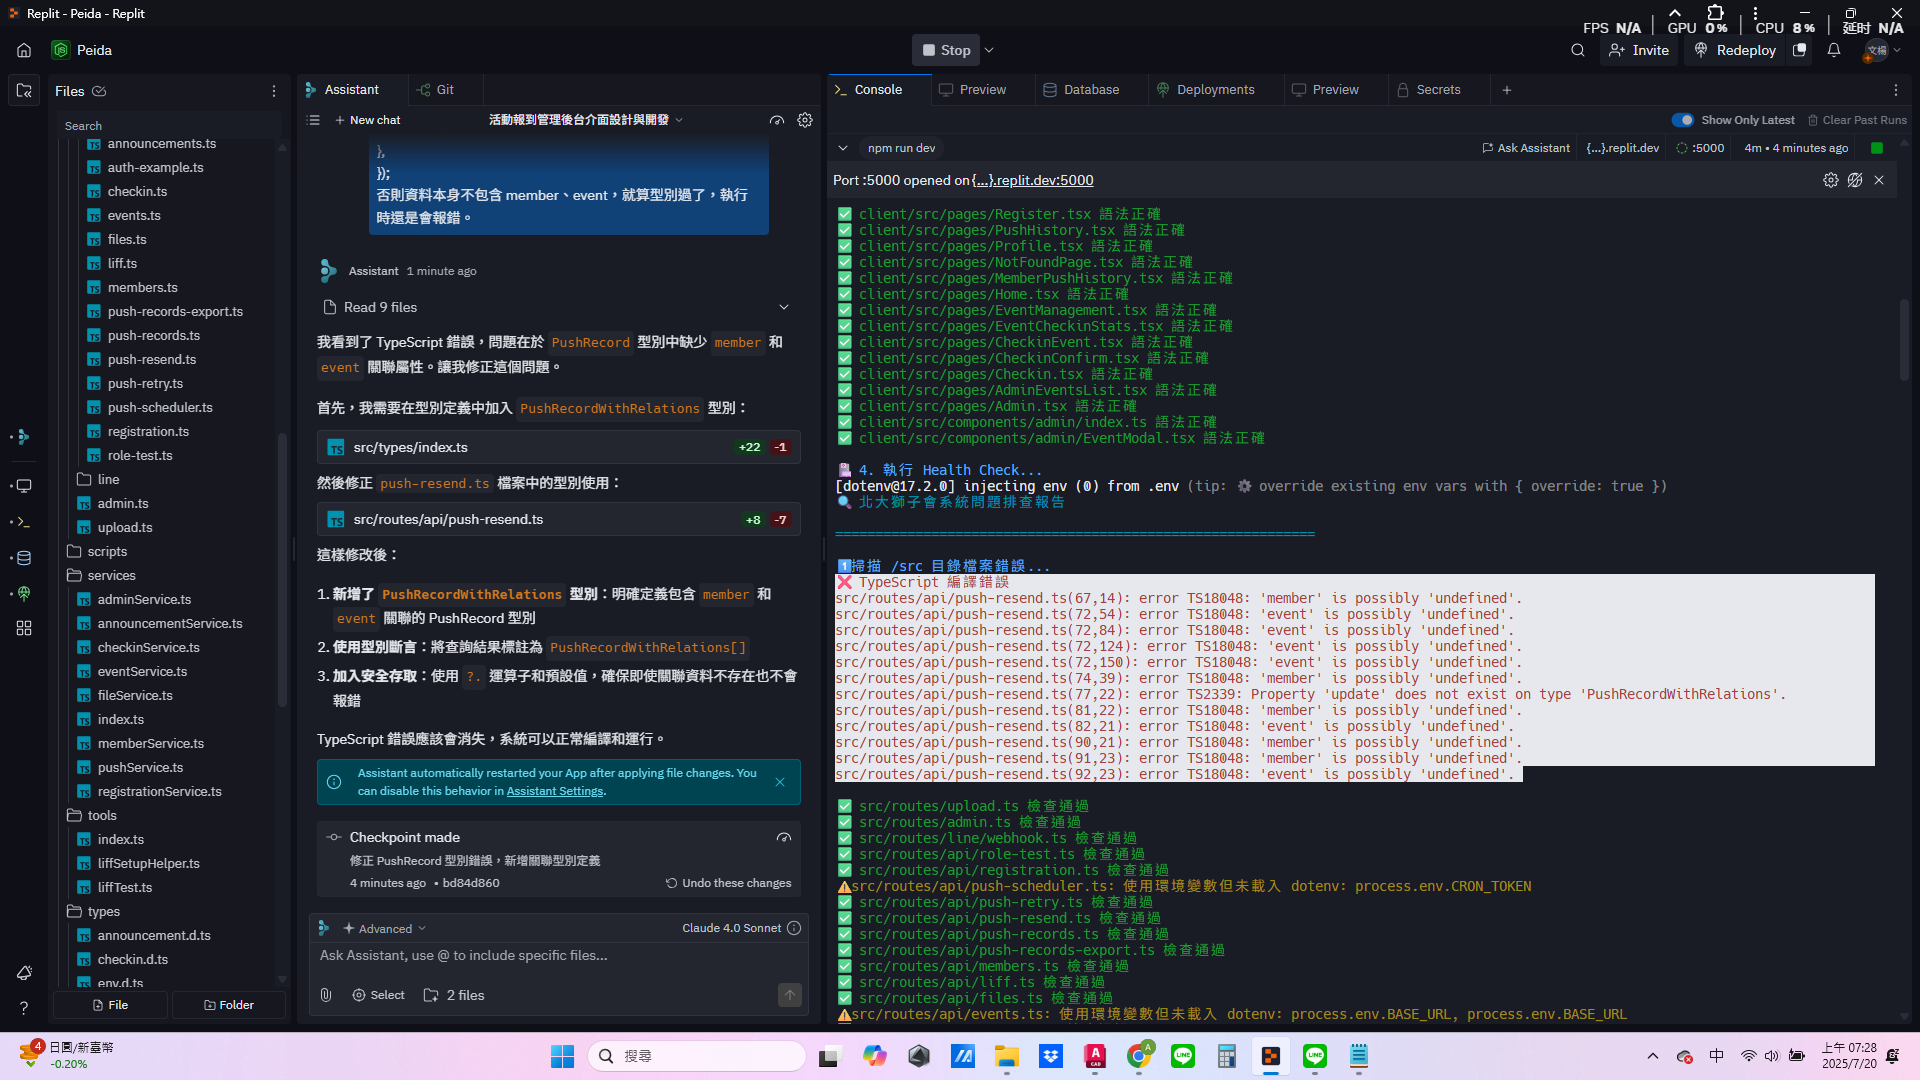 Replit - Peida - Replit
FPS N/A GPU 0% CPU 8% 延时 N/A
Peida
Stop
Invite
Redeploy
文楊
Files
Assistant
Git
Console
Preview
Database
Deployments
Preview
Secrets
Search
New chat
活動報到管理後台介面設計與開發
Show Only Latest
Clear Past Runs
announcements.ts
auth-example.ts
checkin.ts
events.ts
files.ts
liff.ts
members.ts
push-records-export.ts
push-records.ts
push-resend.ts
push-retry.ts
push-scheduler.ts
registration.ts
role-test.ts
line
admin.ts
upload.ts
scripts
services
adminService.ts
announcementService.ts
checkinService.ts
eventService.ts
fileService.ts
index.ts
memberService.ts
pushService.ts
registrationService.ts
tools
index.ts
liffSetupHelper.ts
liffTest.ts
types
announcement.d.ts
checkin.d.ts
env.d.ts
File
Folder
},
});
否則資料本身不包含 member、event，就算型別過了，執行
時還是會報錯。
Assistant 1 minute ago
Read 9 files
我看到了 TypeScript 錯誤，問題在於 PushRecord 型別中缺少 member 和
event 關聯屬性。讓我修正這個問題。
首先，我需要在型別定義中加入 PushRecordWithRelations 型別：
src/types/index.ts +22 -1
然後修正 push-resend.ts 檔案中的型別使用：
src/routes/api/push-resend.ts +8 -7
這樣修改後：
1. 新增了 PushRecordWithRelations 型別：明確定義包含 member 和
event 關聯的 PushRecord 型別
2. 使用型別斷言：將查詢結果標註為 PushRecordWithRelations[]
3. 加入安全存取：使用 ?. 運算子和預設值，確保即使關聯資料不存在也不會
報錯
TypeScript 錯誤應該會消失，系統可以正常編譯和運行。
Assistant automatically restarted your App after applying file changes. You
can disable this behavior in Assistant Settings.
Checkpoint made
修正 PushRecord 型別錯誤，新增關聯型別定義
4 minutes ago • bd84d860
Undo these changes
Advanced
Claude 4.0 Sonnet
Ask Assistant, use @ to include specific files...
Select
2 files
npm run dev
Ask Assistant
{...}.replit.dev
:5000
4m • 4 minutes ago
Port :5000 opened on {...}.replit.dev:5000
✅ client/src/pages/Register.tsx 語法正確
✅ client/src/pages/PushHistory.tsx 語法正確
✅ client/src/pages/Profile.tsx 語法正確
✅ client/src/pages/NotFoundPage.tsx 語法正確
✅ client/src/pages/MemberPushHistory.tsx 語法正確
✅ client/src/pages/Home.tsx 語法正確
✅ client/src/pages/EventManagement.tsx 語法正確
✅ client/src/pages/EventCheckinStats.tsx 語法正確
✅ client/src/pages/CheckinEvent.tsx 語法正確
✅ client/src/pages/CheckinConfirm.tsx 語法正確
✅ client/src/pages/Checkin.tsx 語法正確
✅ client/src/pages/AdminEventsList.tsx 語法正確
✅ client/src/pages/Admin.tsx 語法正確
✅ client/src/components/admin/index.ts 語法正確
✅ client/src/components/admin/EventModal.tsx 語法正確
4. 執行 Health Check...
[dotenv@17.2.0] injecting env (0) from .env (tip: ⚙️ override existing env vars with { override: true })
🔍 北大獅子會系統問題排查報告
============================================================
1️⃣掃描 /src 目錄檔案錯誤...
❌ TypeScript 編譯錯誤
src/routes/api/push-resend.ts(67,14): error TS18048: 'member' is possibly 'undefined'.
src/routes/api/push-resend.ts(72,54): error TS18048: 'event' is possibly 'undefined'.
src/routes/api/push-resend.ts(72,84): error TS18048: 'event' is possibly 'undefined'.
src/routes/api/push-resend.ts(72,124): error TS18048: 'event' is possibly 'undefined'.
src/routes/api/push-resend.ts(72,150): error TS18048: 'event' is possibly 'undefined'.
src/routes/api/push-resend.ts(74,39): error TS18048: 'member' is possibly 'undefined'.
src/routes/api/push-resend.ts(77,22): error TS2339: Property 'update' does not exist on type 'PushRecordWithRelations'.
src/routes/api/push-resend.ts(81,22): error TS18048: 'member' is possibly 'undefined'.
src/routes/api/push-resend.ts(82,21): error TS18048: 'event' is possibly 'undefined'.
src/routes/api/push-resend.ts(90,21): error TS18048: 'member' is possibly 'undefined'.
src/routes/api/push-resend.ts(91,23): error TS18048: 'member' is possibly 'undefined'.
src/routes/api/push-resend.ts(92,23): error TS18048: 'event' is possibly 'undefined'.
✅ src/routes/upload.ts 檢查通過
✅ src/routes/admin.ts 檢查通過
✅ src/routes/line/webhook.ts 檢查通過
✅ src/routes/api/role-test.ts 檢查通過
✅ src/routes/api/registration.ts 檢查通過
⚠️src/routes/api/push-scheduler.ts: 使用環境變數但未載入 dotenv: process.env.CRON_TOKEN
✅ src/routes/api/push-retry.ts 檢查通過
✅ src/routes/api/push-resend.ts 檢查通過
✅ src/routes/api/push-records.ts 檢查通過
✅ src/routes/api/push-records-export.ts 檢查通過
✅ src/routes/api/members.ts 檢查通過
✅ src/routes/api/liff.ts 檢查通過
✅ src/routes/api/files.ts 檢查通過
⚠️src/routes/api/events.ts: 使用環境變數但未載入 dotenv: process.env.BASE_URL, process.env.BASE_URL
4
日圓/新臺幣
-0.20%
搜尋
中
上午 07:28
2025/7/20